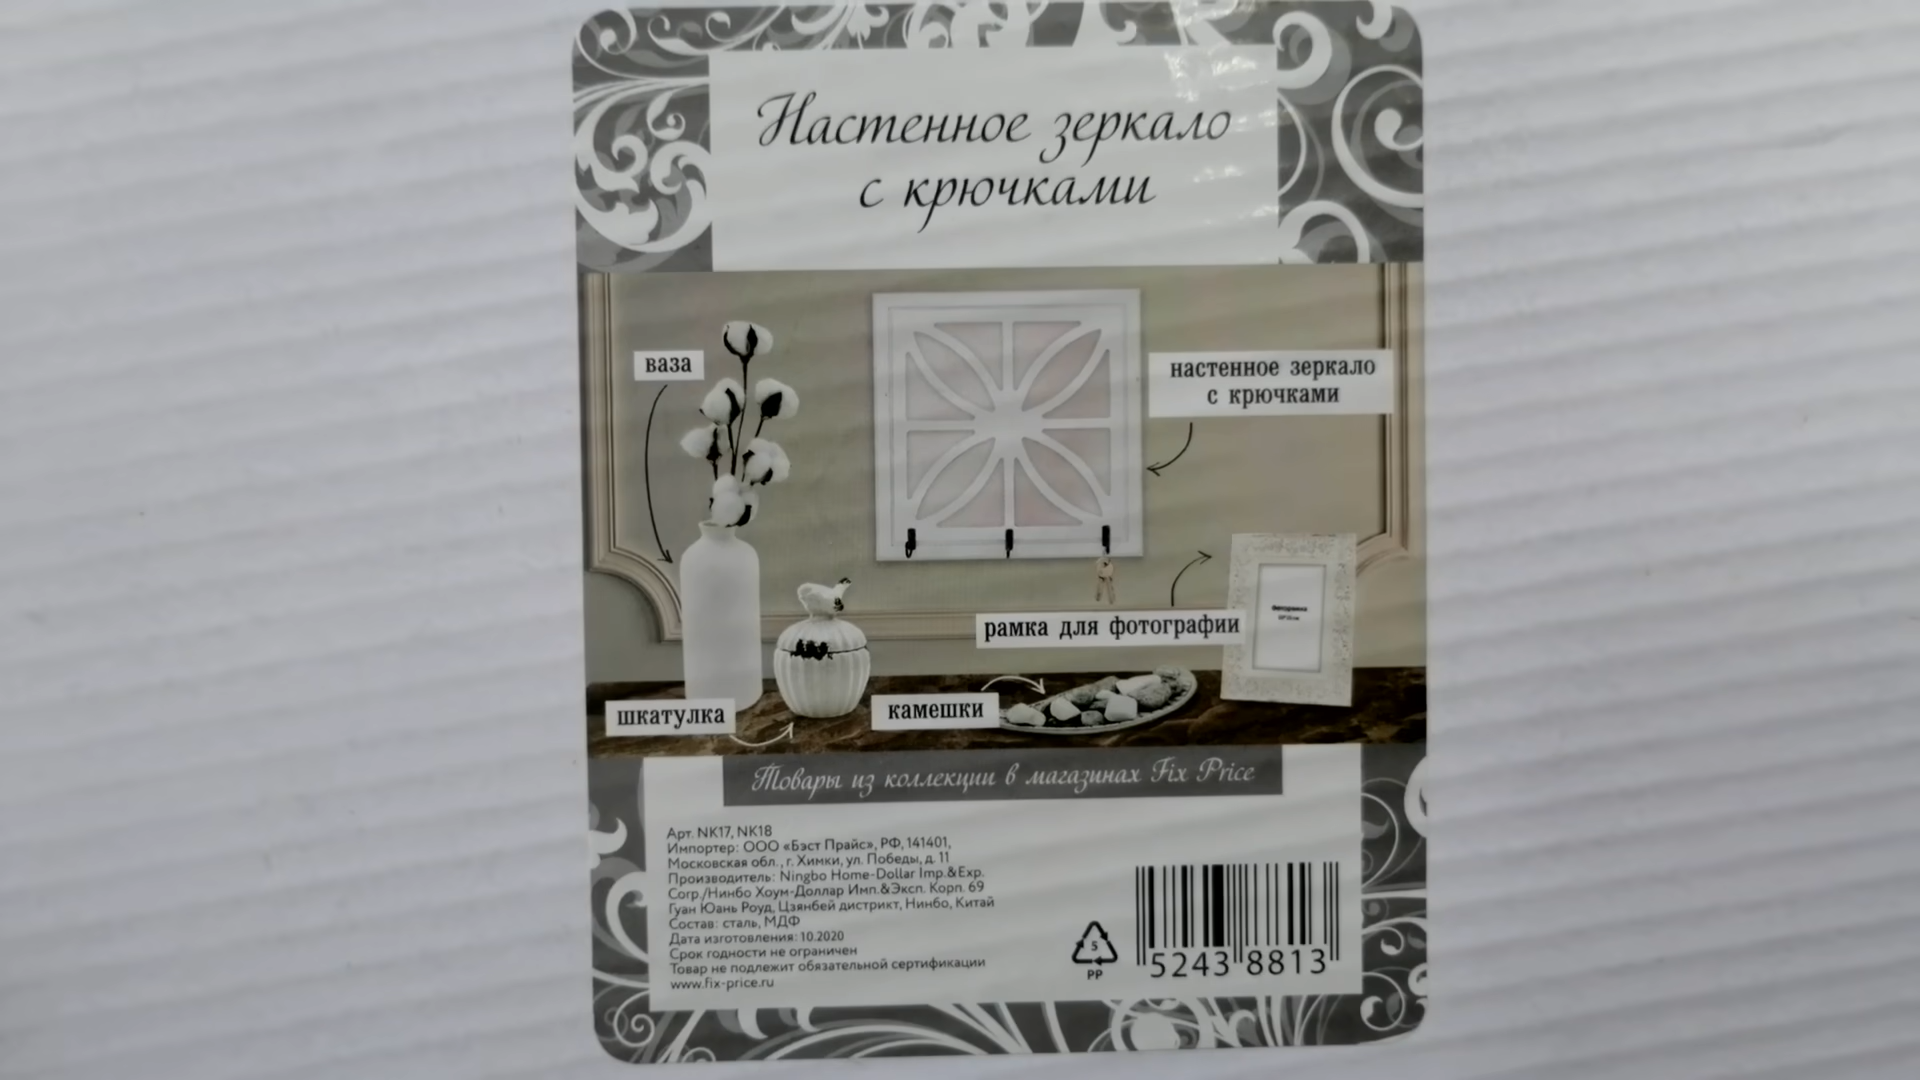 Настенное зеркало
с крючками
ваза
настенное зеркало
с крючками
рамка для фотографии
шкатулка
камешки
Товары из коллекции в магазинах Fix Price
Арт. NK17, NK18
Импортер: ООО «Бэст Прайс», РФ, 141401,
Московская обл., г. Химки, ул. Победы, д. 11
Производитель: Ningbo Home-Dollar Imp.&Exp.
Corp./Нинбо Хоум-Доллар Имп.&Эксп. Корп. 69
Гуан Юань Роуд, Цзянбей дистрикт, Нинбо, Китай
Состав: сталь, МДФ
Дата изготовления: 10.2020
Срок годности не ограничен
Товар не подлежит обязательной сертификации
www.fix-price.ru
5
PP
5243 8813